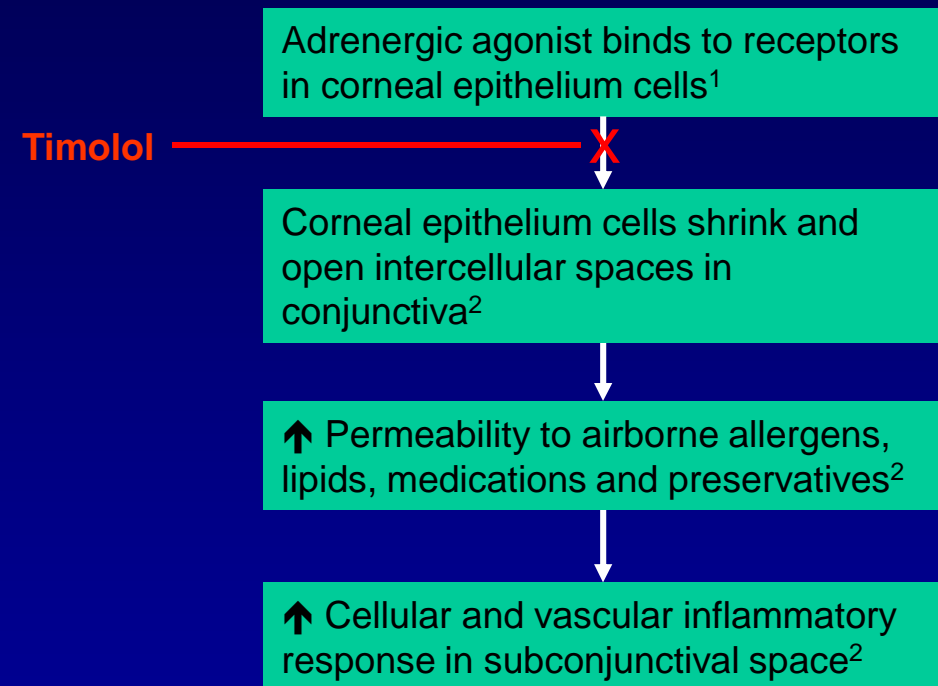 Adrenergic agonist binds to receptors
in corneal epithelium cells¹
Timolol
X
Corneal epithelium cells shrink and
open intercellular spaces in
conjunctiva²
↑ Permeability to airborne allergens,
lipids, medications and preservatives²
↑ Cellular and vascular inflammatory
response in subconjunctival space²